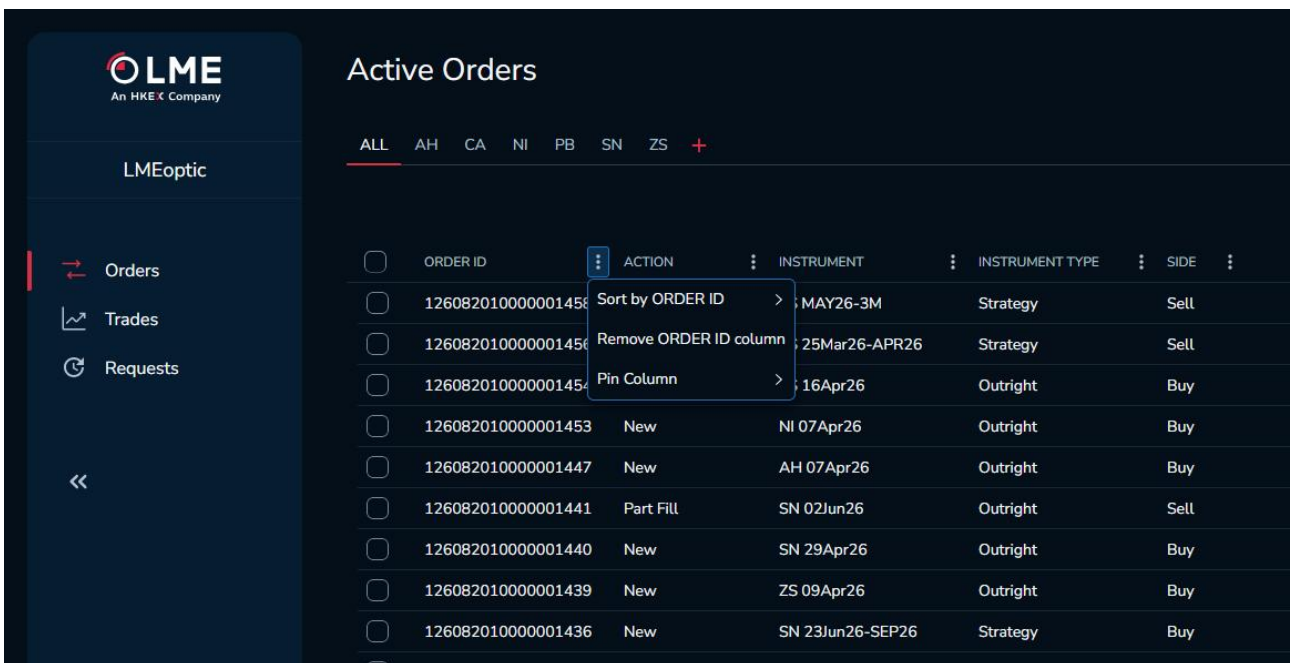 LME
An HKEX Company
LMEoptic
Orders
Trades
Requests
Active Orders
ALL AH CA NI PB SN ZS +
ORDER ID ACTION INSTRUMENT INSTRUMENT TYPE SIDE
Sort by ORDER ID
Remove ORDER ID column
Pin Column
MAY26-3M Strategy Sell
25Mar26-APR26 Strategy Sell
16Apr26 Outright Buy
126082010000001453 New NI 07Apr26 Outright Buy
126082010000001447 New AH 07Apr26 Outright Buy
126082010000001441 Part Fill SN 02Jun26 Outright Sell
126082010000001440 New SN 29Apr26 Outright Buy
126082010000001439 New ZS 09Apr26 Outright Buy
126082010000001436 New SN 23Jun26-SEP26 Strategy Buy